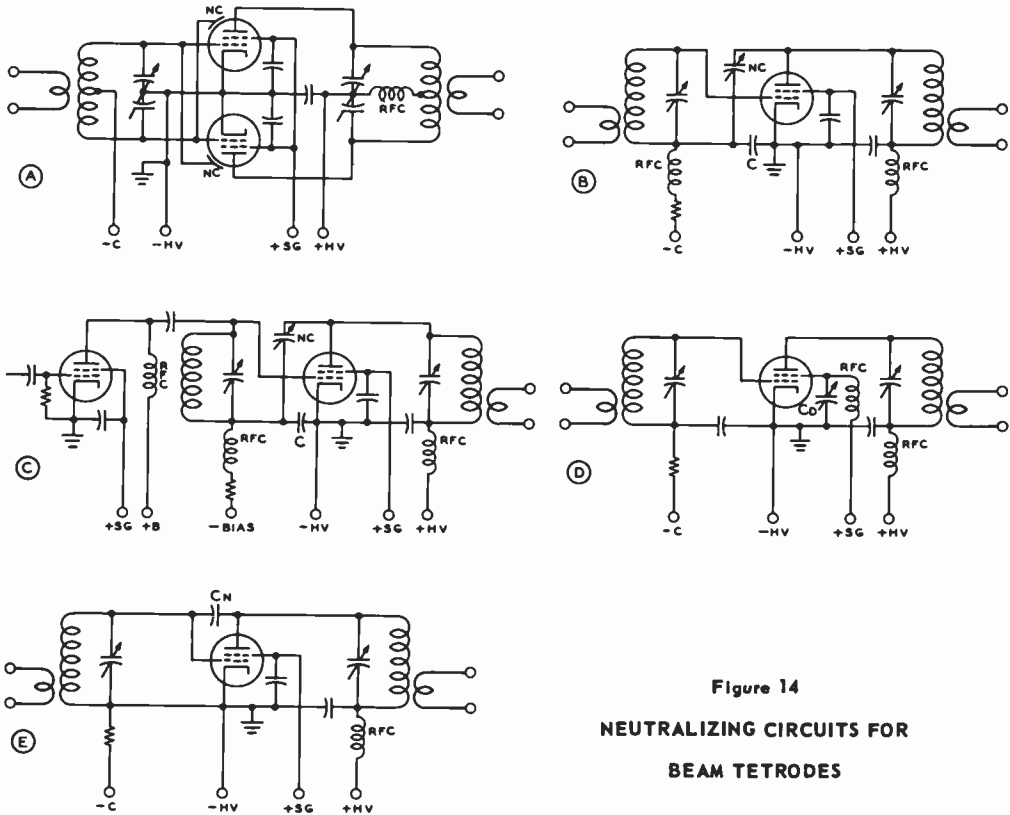 NC
RFC
NC
A
-C
-HV
+SG
+HV
NC
RFC
C
RFC
B
-C
-HV
+SG
+HV
RFC
NC
RFC
C
RFC
C
+SG
+B
-BIAS
-HV
+SG
+HV
RFC
CD
RFC
D
-C
-HV
+SG
+HV
CN
RFC
E
-C
-HV
+SG
+HV
Figure 14
NEUTRALIZING CIRCUITS FOR
BEAM TETRODES